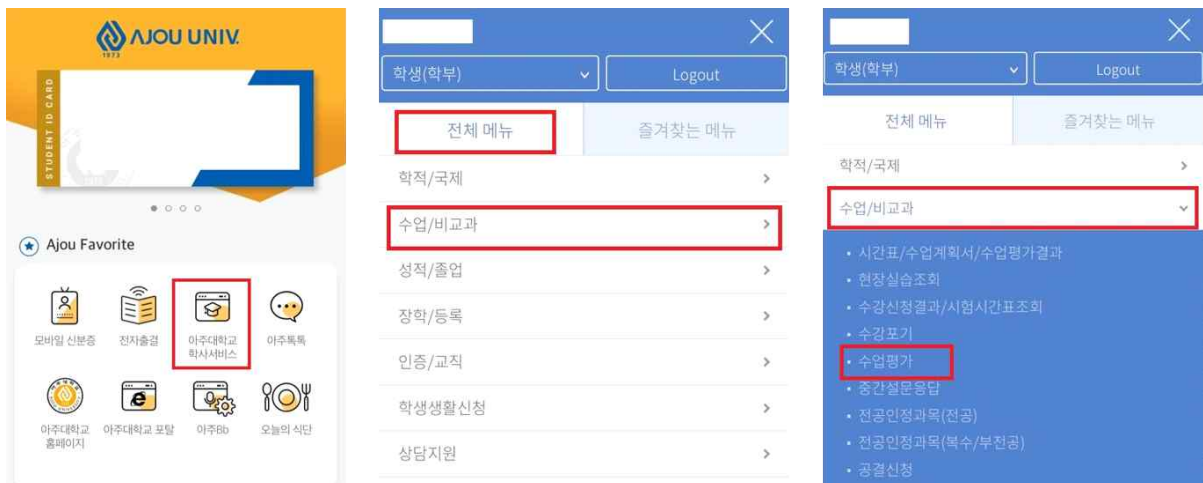 AJOU UNIV.
1973
STUDENT ID CARD
Ajou Favorite
모바일 신분증
전자출결
아주대학교
학사서비스
아주톡톡
아주대학교
홈페이지
아주대학교 포탈
아주Bb
오늘의 식단
학생(학부)
Logout
전체 메뉴
즐겨찾는 메뉴
학적/국제
수업/비교과
성적/졸업
장학/등록
인증/교직
학생생활신청
상담지원
학생(학부)
Logout
전체 메뉴
즐겨찾는 메뉴
학적/국제
수업/비교과
• 시간표/수업계획서/수업평가결과
• 현장실습조회
• 수강신청결과/시험시간표조회
• 수강포기
• 수업평가
• 중간설문응답
• 전공인정과목(전공)
• 전공인정과목(복수/부전공)
• 공결신청